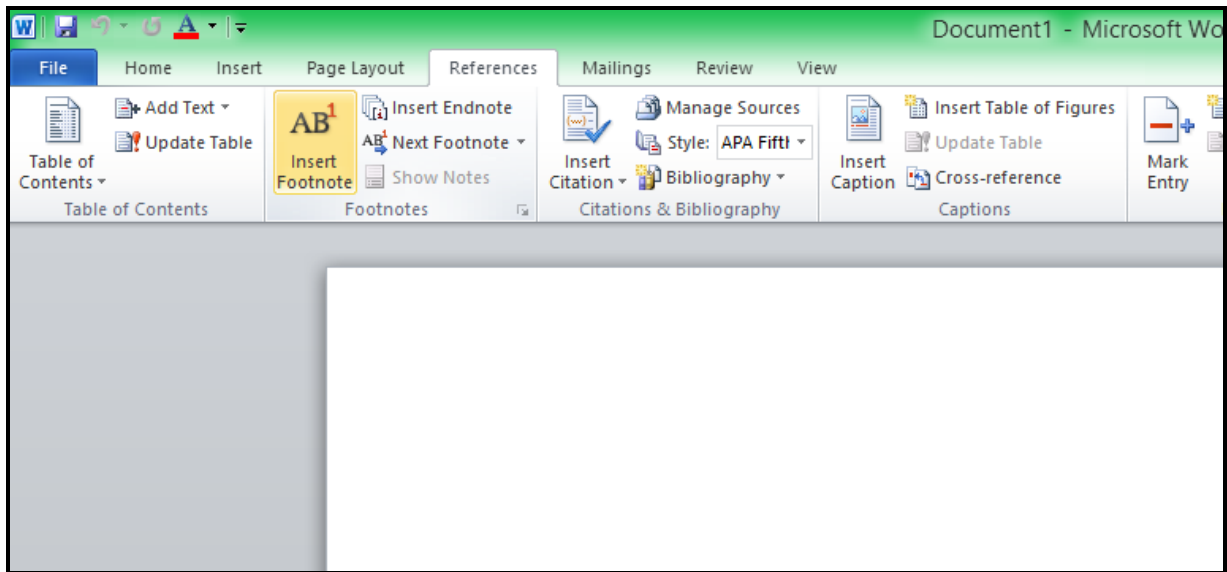 Document1 - Microsoft Wo
File Home Insert Page Layout References Mailings Review View
Table of Contents
Add Text
Update Table
Table of Contents
AB1
Insert Footnote
Insert Endnote
AB1 Next Footnote
Show Notes
Footnotes
Insert Citation
Manage Sources
Style: APA Fifth
Bibliography
Citations & Bibliography
Insert Caption
Insert Table of Figures
Update Table
Cross-reference
Captions
Mark Entry